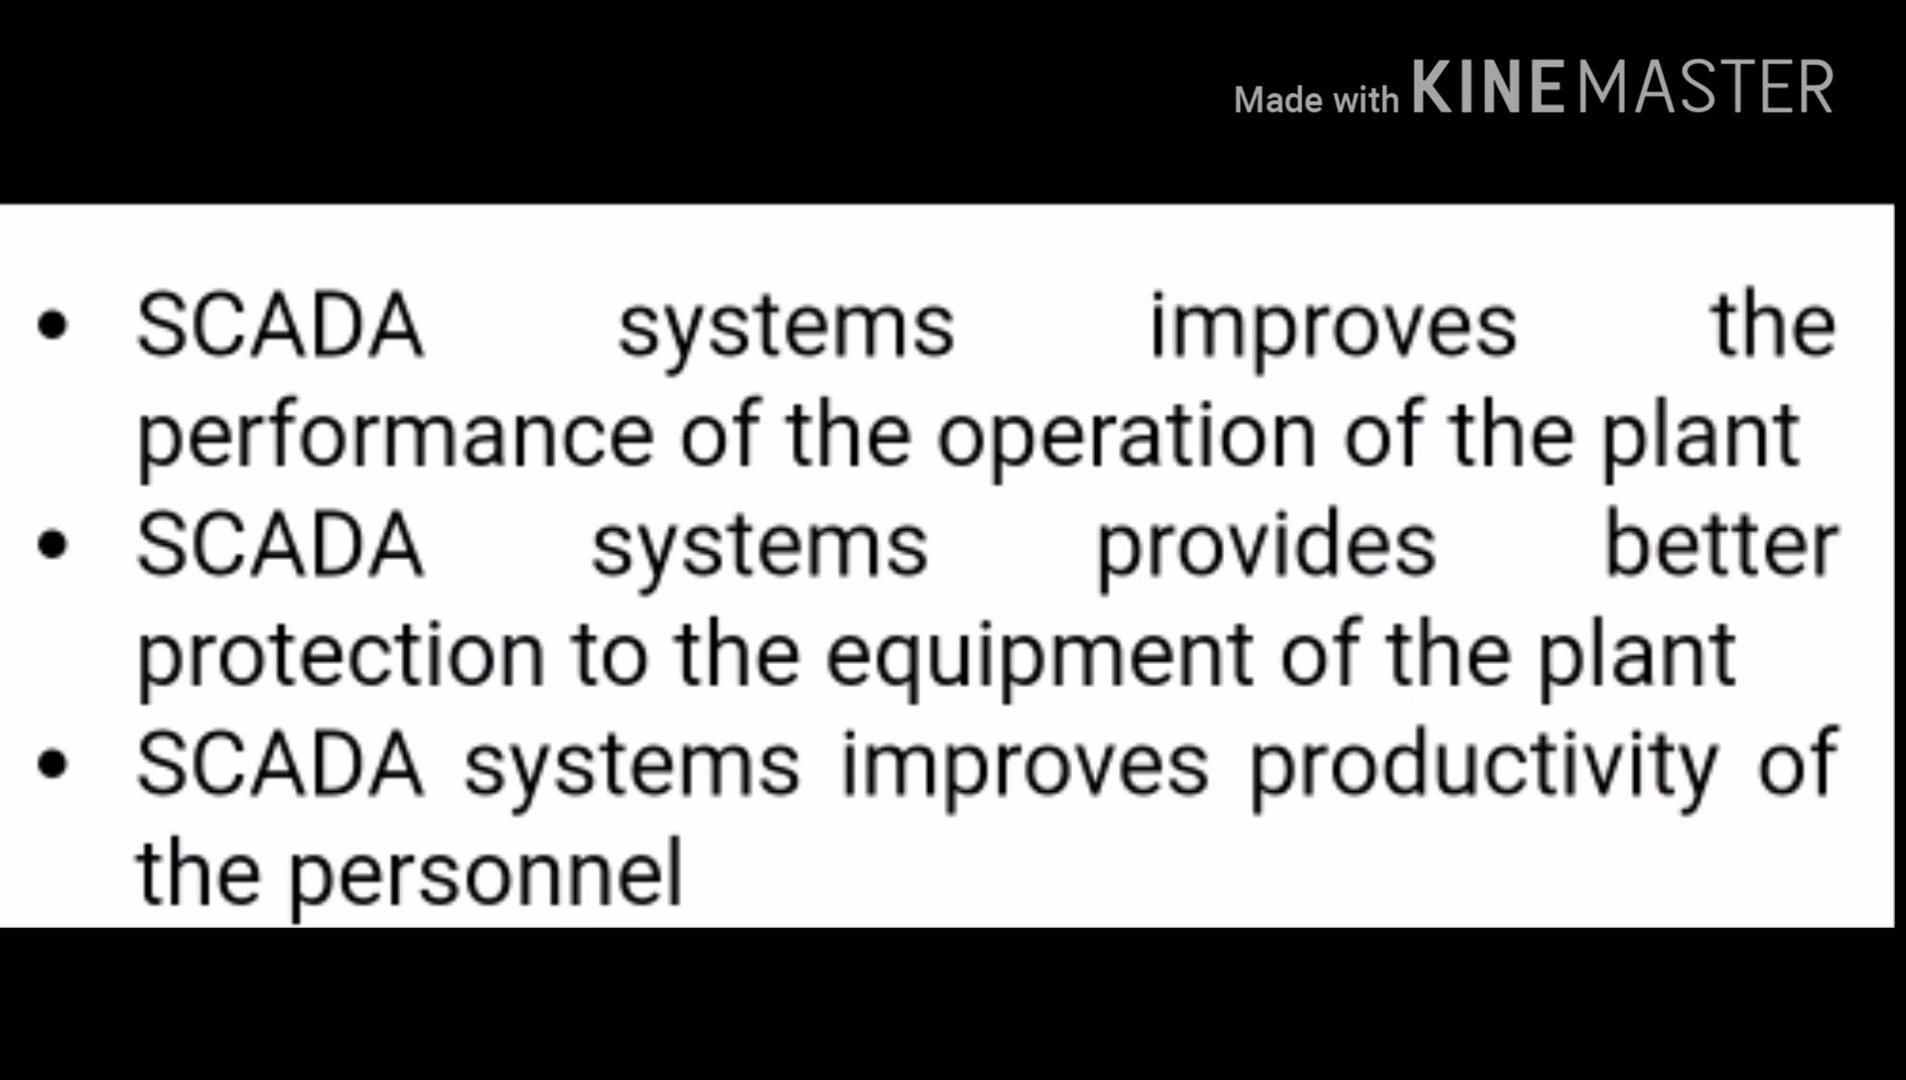 Made with KINEMASTER
• SCADA systems improves the
performance of the operation of the plant
• SCADA systems provides better
protection to the equipment of the plant
• SCADA systems improves productivity of
the personnel